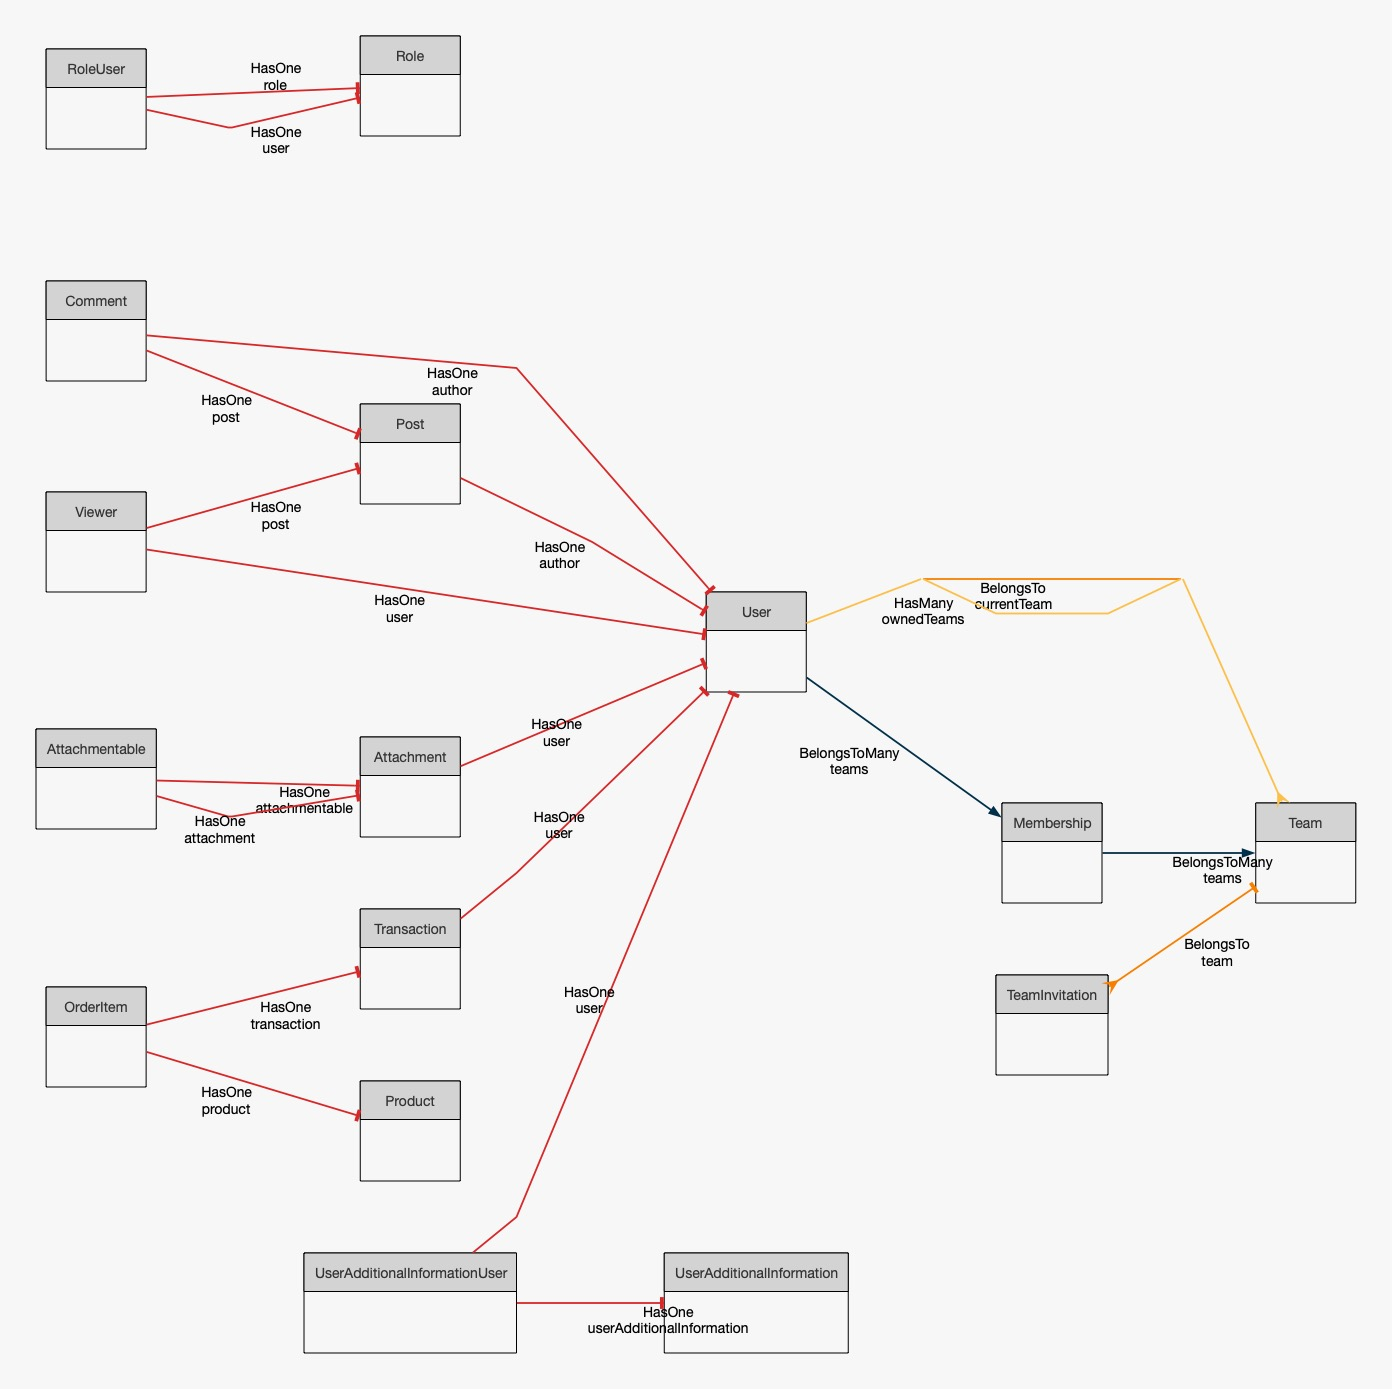 RoleUser
Role
HasOne
role
HasOne
user
Comment
HasOne
author
HasOne
post
Post
Viewer
HasOne
post
HasOne
author
HasOne
user
User
HasMany
ownedTeams
BelongsTo
currentTeam
Attachmentable
Attachment
HasOne
user
HasOne
attachmentable
HasOne
attachment
BelongsToMany
teams
HasOne
user
Membership
Team
BelongsToMany
teams
Transaction
BelongsTo
team
OrderItem
HasOne
transaction
HasOne
user
TeamInvitation
HasOne
product
Product
UserAdditionalInformationUser
UserAdditionalInformation
HasOne
userAdditionalInformation